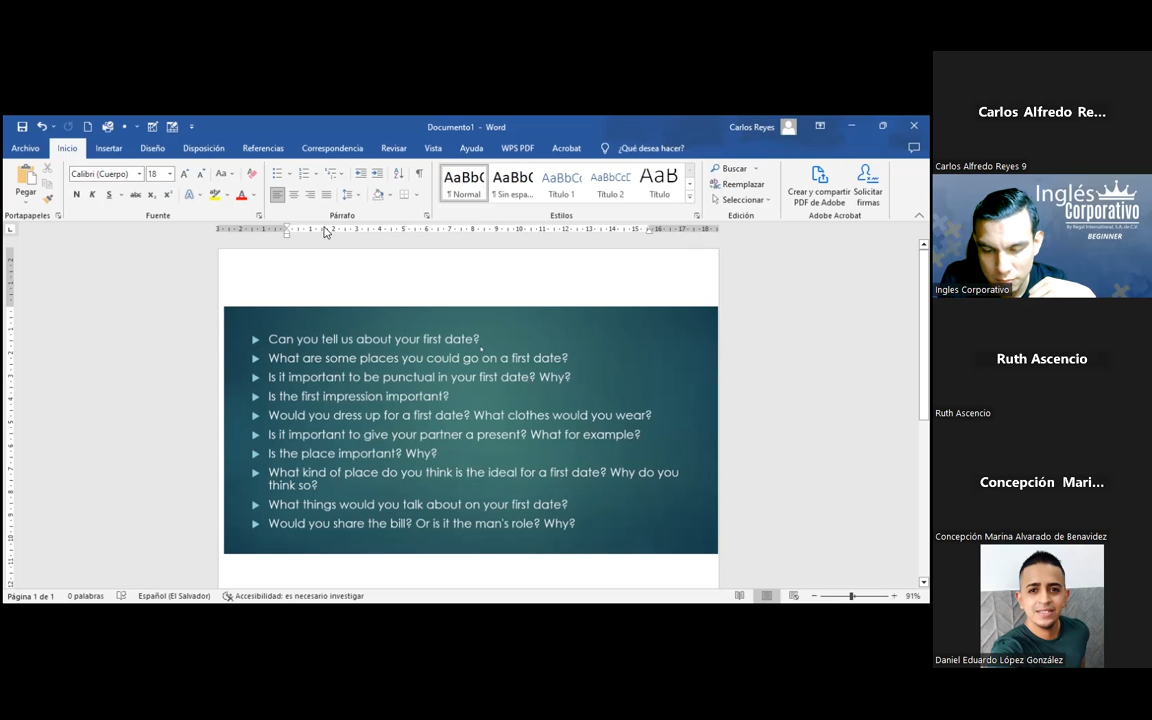 Documento1 - Word
Carlos Reyes
Archivo Inicio Insertar Diseño Disposición Referencias Correspondencia Revisar Vista Ayuda WPS PDF Acrobat ¿Qué desea hacer?
Pegar
Calibri (Cuerpo) 18
N K S abc
AaBbC AaBbC AaBbCc AaBbCcD AaB
¶ Normal ¶ Sin espa... Título 1 Título 2 Título
Buscar
Reemplazar
Seleccionar
Crear y compartir PDF de Adobe
Solicitar firmas
Portapapeles Fuente Párrafo Estilos Edición Adobe Acrobat
Can you tell us about your first date?
What are some places you could go on a first date?
Is it important to be punctual in your first date? Why?
Is the first impression important?
Would you dress up for a first date? What clothes would you wear?
Is it important to give your partner a present? What for example?
Is the place important? Why?
What kind of place do you think is the ideal for a first date? Why do you
think so?
What things would you talk about on your first date?
Would you share the bill? Or is it the man's role? Why?
Página 1 de 1 0 palabras Español (El Salvador) Accesibilidad: es necesario investigar 91%
Carlos Alfredo Re...
Carlos Alfredo Reyes 9
Inglés
Corporativo
By Regal International, S.A. de C.V.
BEGINNER
Ingles Corporativo
Ruth Ascencio
Ruth Ascencio
Concepción Mari...
Concepción Marina Alvarado de Benavidez
Daniel Eduardo López González